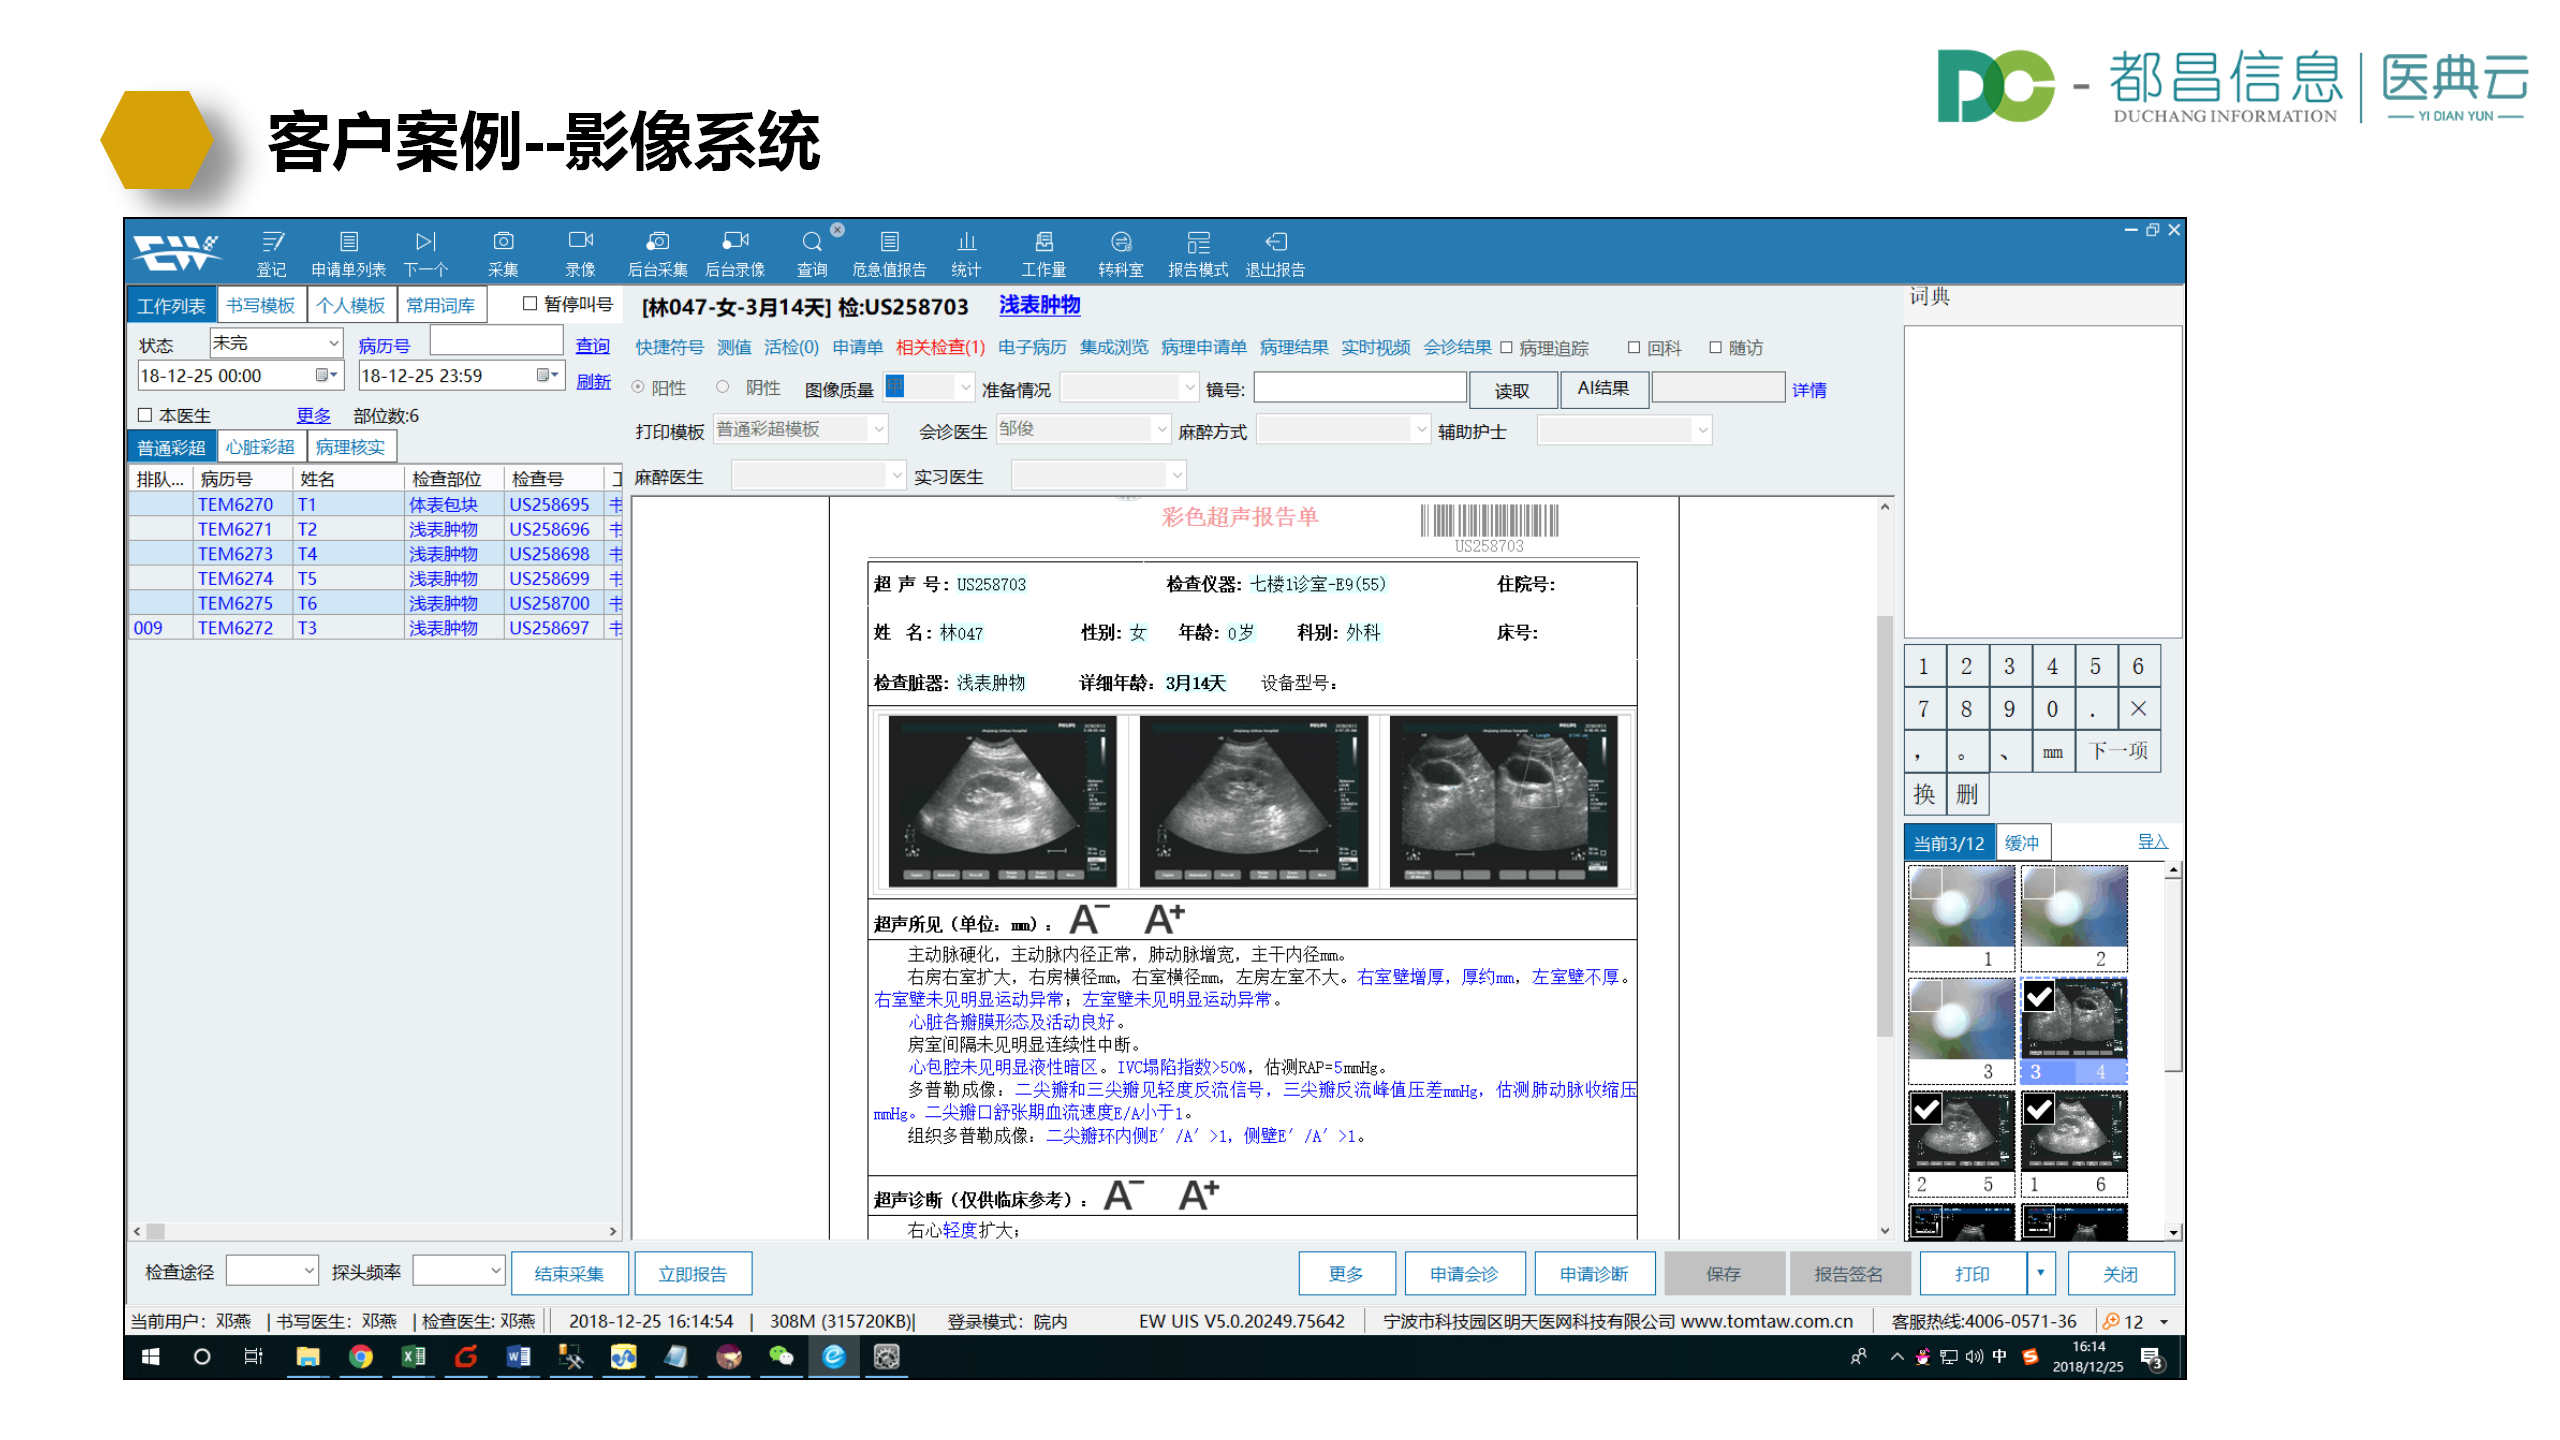 客户案例--影像系统
DC - 都昌信息 | 医典云
DUCHANG INFORMATION — YI DIAN YUN —
EW 登记 申请单列表 下一个 采集 录像 后台采集 后台录像 查询 危急值报告 统计 工作量 转科室 报告模式 退出报告
工作列表 书写模板 个人模板 常用词库 暂停叫号
状态 未完 病历号 查询
18-12-25 00:00 18-12-25 23:59 刷新
本医生 更多 部位数:6
普通彩超 心脏彩超 病理核实
排队... 病历号 姓名 检查部位 检查号
TEM6270 T1 体表包块 US258695
TEM6271 T2 浅表肿物 US258696
TEM6273 T4 浅表肿物 US258698
TEM6274 T5 浅表肿物 US258699
TEM6275 T6 浅表肿物 US258700
009 TEM6272 T3 浅表肿物 US258697
[林047-女-3月14天] 检:US258703 浅表肿物
快捷符号 测值 活检(0) 申请单 相关检查(1) 电子病历 集成浏览 病理申请单 病理结果 实时视频 会诊结果 病理追踪 回科 随访
阳性 阴性 图像质量 准备情况 镜号: 读取 AI结果 详情
打印模板 普通彩超模板 会诊医生 邹俊 麻醉方式 辅助护士
麻醉医生 实习医生
彩色超声报告单
US258703
超 声 号: US258703 检查仪器: 七楼1诊室-E9(55) 住院号:
姓 名: 林047 性别: 女 年龄: 0岁 科别: 外科 床号:
检查脏器: 浅表肿物 详细年龄: 3月14天 设备型号:
超声所见（单位: mm）: A⁻ A⁺
主动脉硬化，主动脉内径正常，肺动脉增宽，主干内径mm。
右房右室扩大，右房横径mm，右室横径mm，左房左室不大。右室壁增厚，厚约mm，左室壁不厚。
右室壁未见明显运动异常；左室壁未见明显运动异常。
心脏各瓣膜形态及活动良好。
房室间隔未见明显连续性中断。
心包腔未见明显液性暗区。IVC塌陷指数>50%，估测RAP=5mmHg。
多普勒成像: 二尖瓣和三尖瓣见轻度反流信号，三尖瓣反流峰值压差mmHg，估测肺动脉收缩压
mmHg。二尖瓣口舒张期血流速度E/A小于1。
组织多普勒成像: 二尖瓣环内侧E′/A′>1，侧壁E′/A′>1。
超声诊断（仅供临床参考）: A⁻ A⁺
右心轻度扩大;
词典
1 2 3 4 5 6
7 8 9 0 . ×
， 。 、 mm 下一项
换 删
当前3/12 缓冲 导入
1 2
3 3 4
2 5 1 6
检查途径 探头频率 结束采集 立即报告 更多 申请会诊 申请诊断 保存 报告签名 打印 关闭
当前用户: 邓燕 | 书写医生: 邓燕 | 检查医生: 邓燕 | 2018-12-25 16:14:54 | 308M (315720KB)| 登录模式: 院内 EW UIS V5.0.20249.75642 宁波市科技园区明天医网科技有限公司 www.tomtaw.com.cn 客服热线:4006-0571-36 12
中 16:14
2018/12/25 3